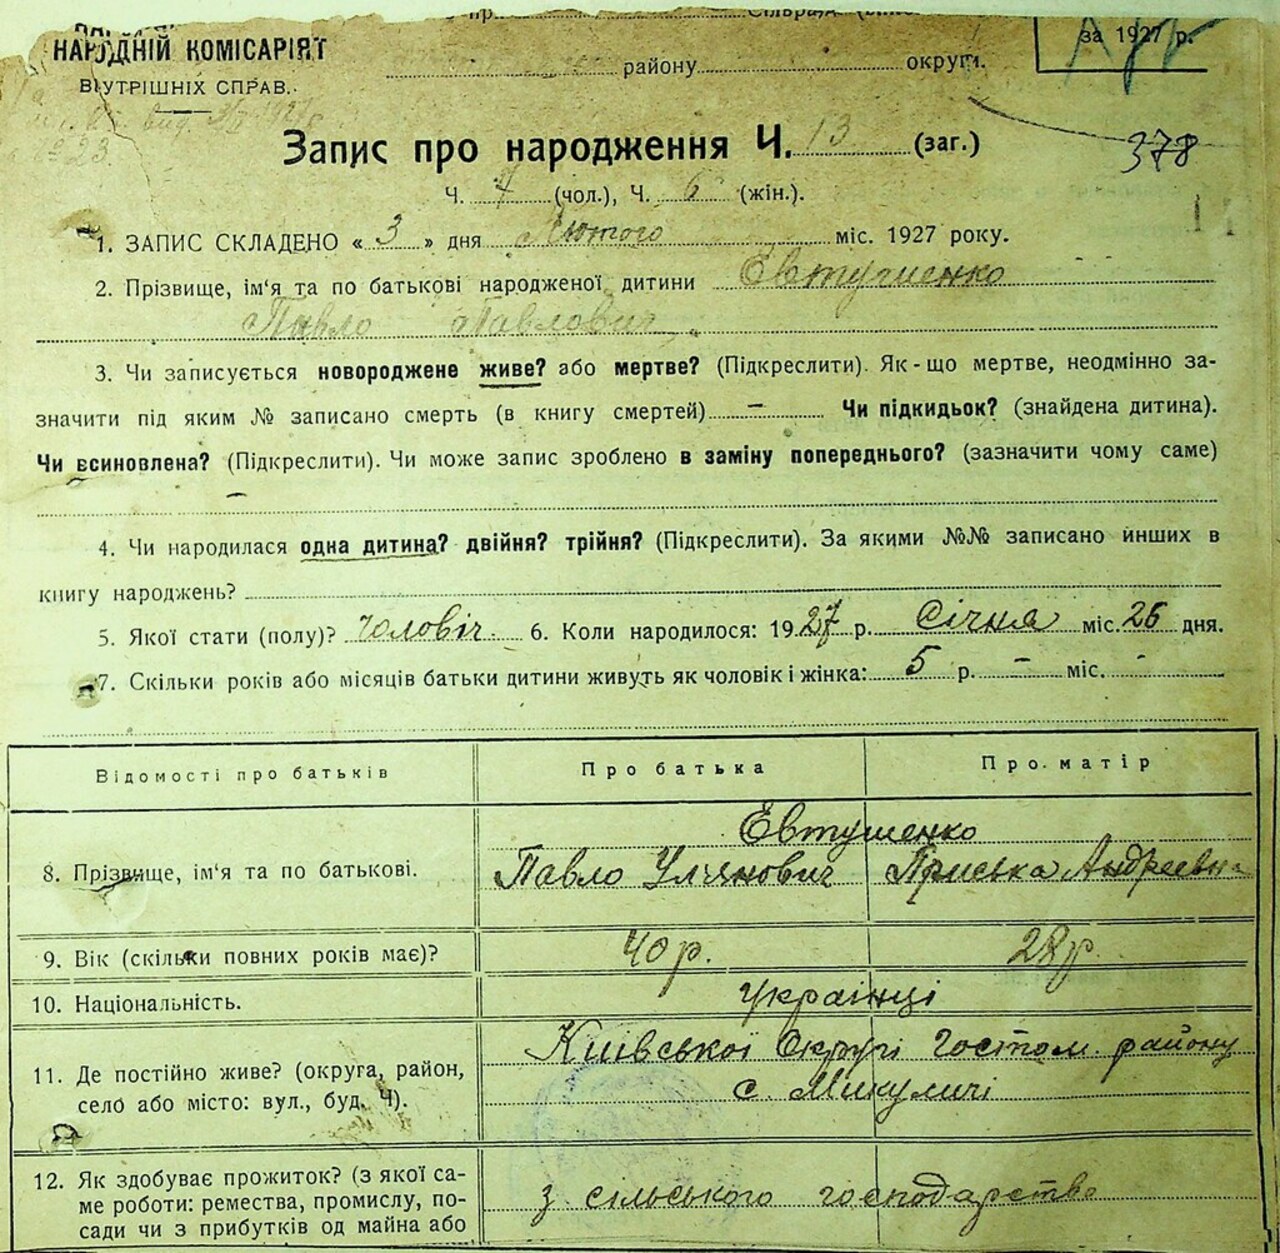 НАРОДНІЙ КОМІСАРІЯТ
ВНУТРІШНІХ СПРАВ.
району округи.
за 1927 р.
378
Запис про народження Ч. 13 (заг.)
Ч. 7 (чол.), Ч. 6 (жін.).
1. ЗАПИС СКЛАДЕНО « 3 » дня Лютого міс. 1927 року.
2. Прізвище, ім'я та по батькові народженої дитини Евтушенко
Павло Павлович
3. Чи записується новороджене живе? або мертве? (Підкреслити). Як-що мертве, неодмінно за-
значити під яким № записано смерть (в книгу смертей) — Чи підкидьок? (знайдена дитина).
Чи всиновлена? (Підкреслити). Чи може запис зроблено в заміну попереднього? (зазначити чому саме)
—
4. Чи народилася одна дитина? двійня? трійня? (Підкреслити). За якими №№ записано инших в
книгу народжень?
5. Якої стати (полу)? Чоловіч. 6. Коли народилося: 1927 р. Січня міс. 26 дня.
7. Скільки років або місяців батьки дитини живуть як чоловік і жінка: 5 р. — міс. -
Відомості про батьків Про батька Про матір
Евтушенко
8. Прізвище, ім'я та по батькові. Павло УляновичПриська Андреевн
9. Вік (скільки повних років має)? 40 р. 28 р.
10. Національність. Українці
11. Де постійно живе? (округа, район, Київської Округі Гостом. району
село або місто: вул., буд. Ч). с. Микуличі
12. Як здобуває прожиток? (з якої са-
ме роботи: ремества, промислу, по- з сільського господарства
сади чи з прибутків од майна або